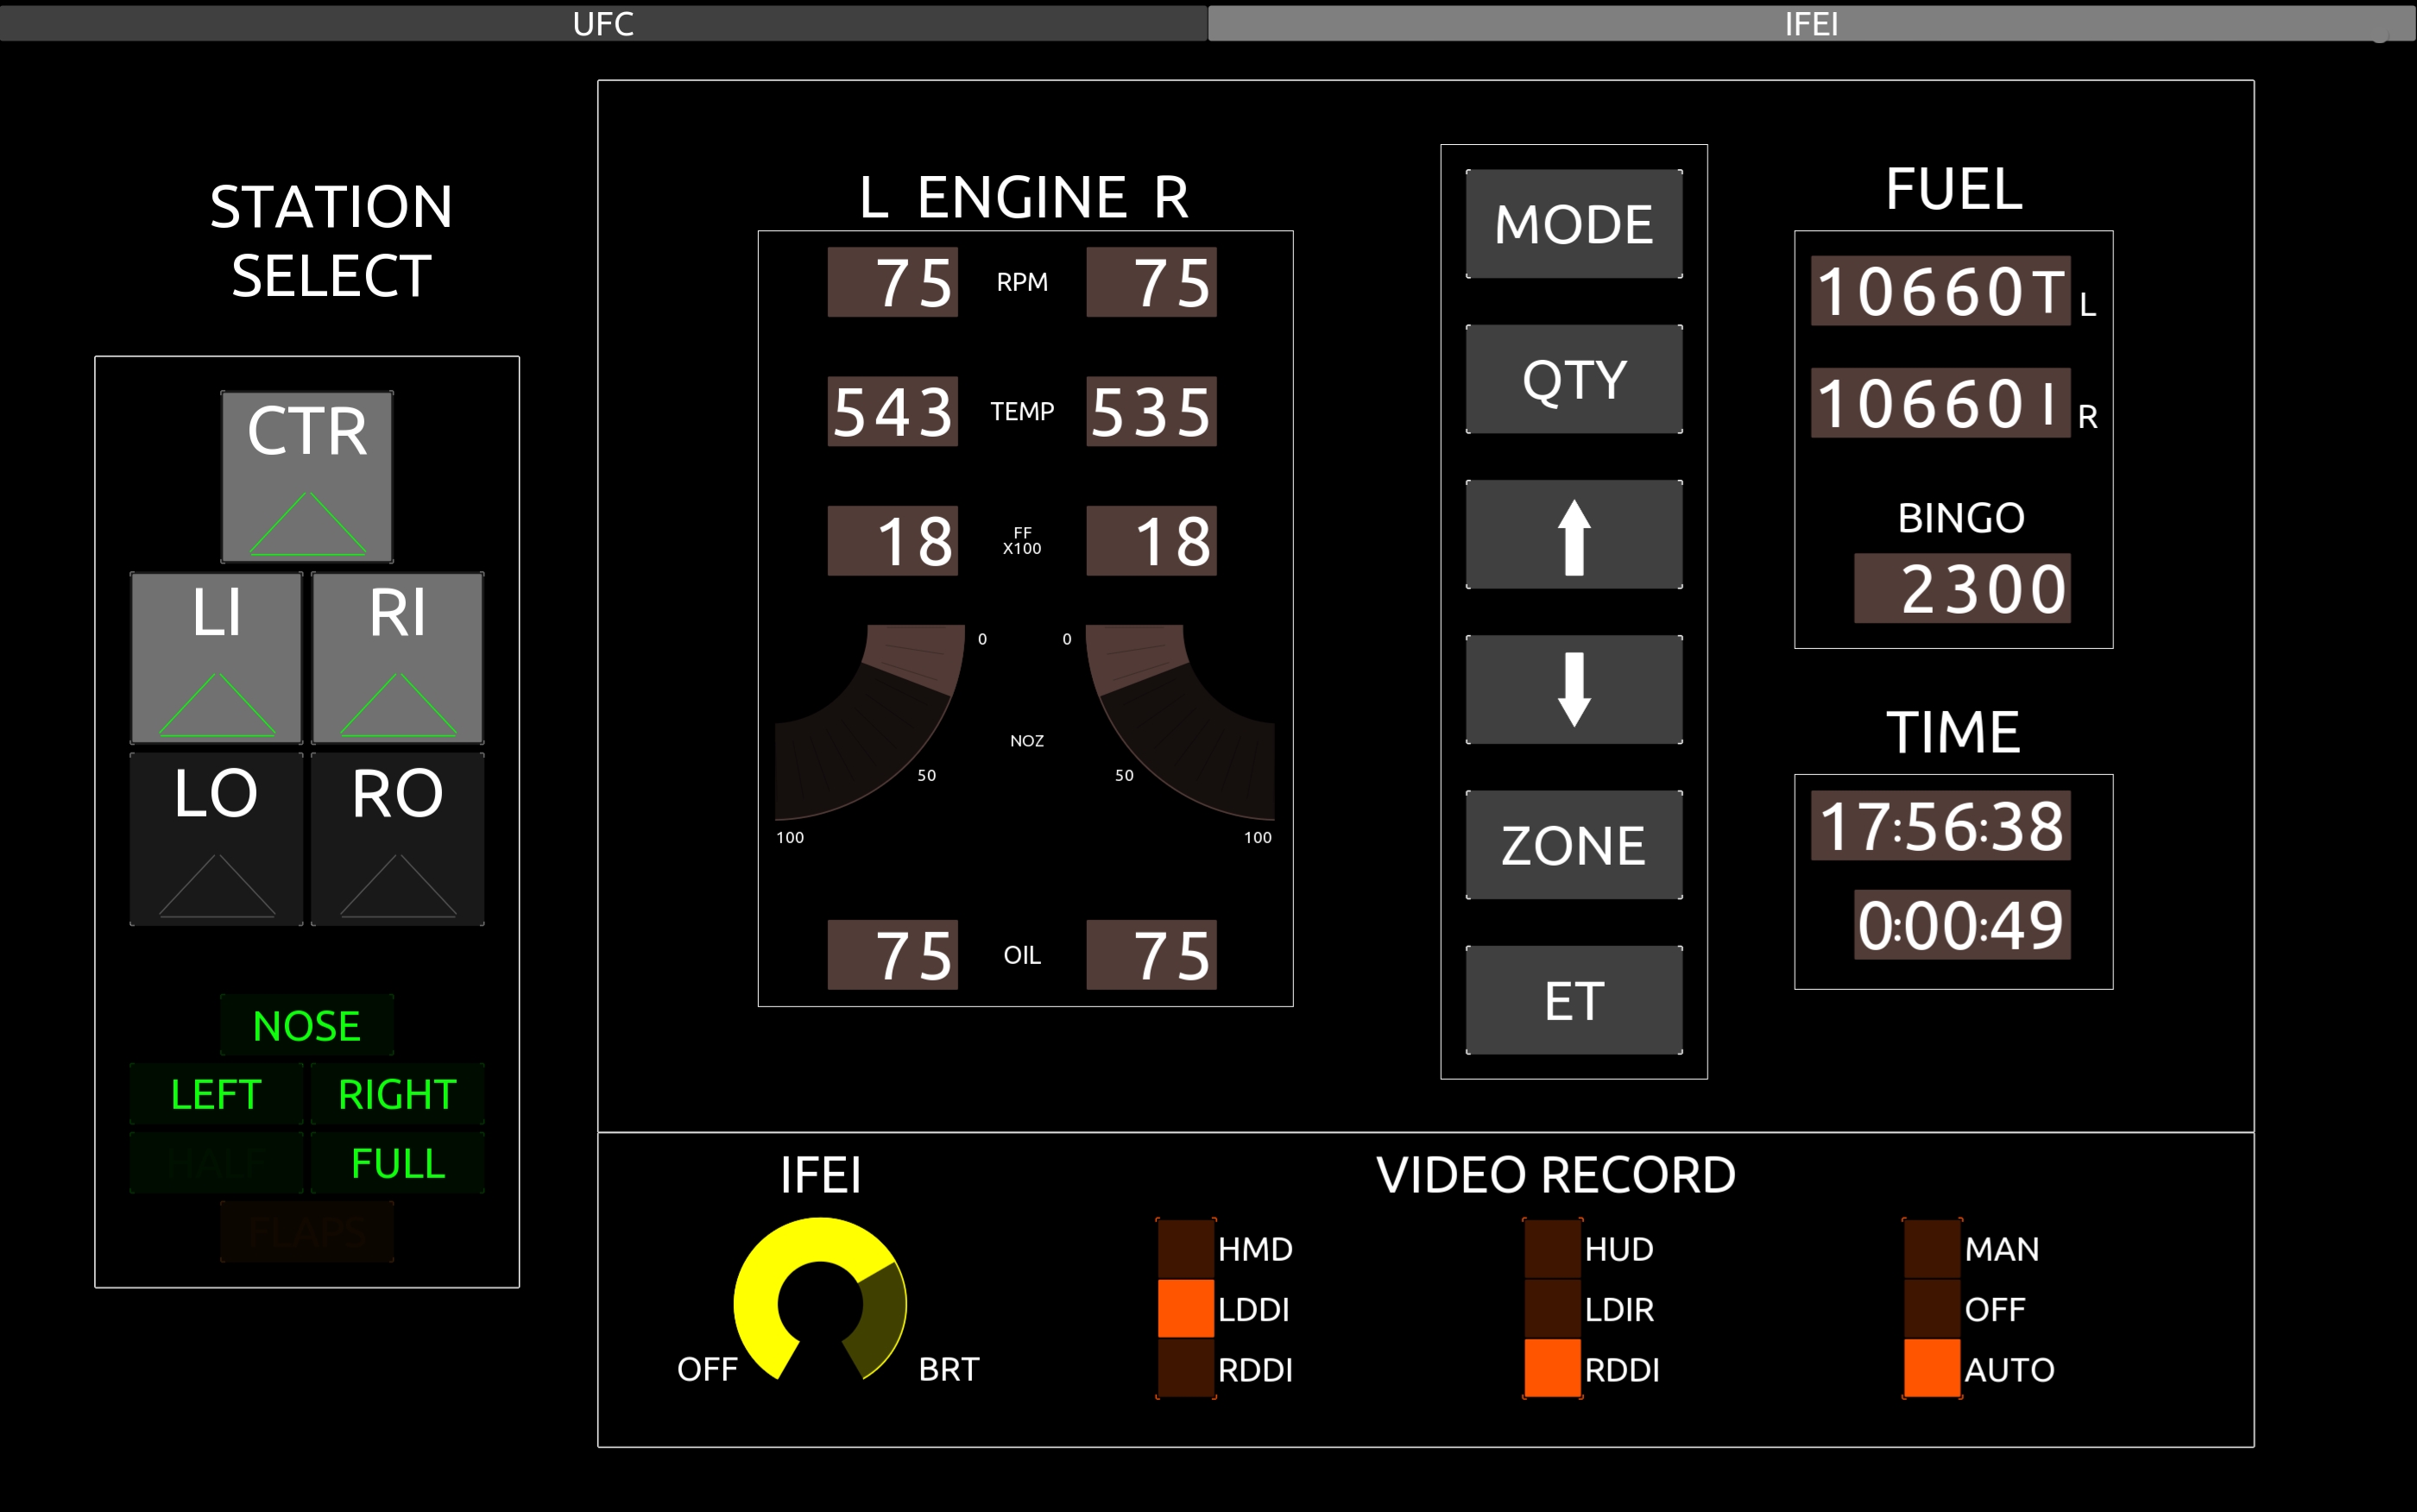 UFC
IFEI
STATION
SELECT
CTR
LI RI
LO RO
NOSE
LEFT RIGHT
HALF FULL
FLAPS
L ENGINE R
75 RPM 75
543 TEMP 535
18 FF X100 18
0 0
NOZ
50 50
100 100
75 OIL 75
MODE
QTY
ZONE
ET
FUEL
10660T L
10660I R
BINGO
2300
TIME
17:56:38
0:00:49
IFEI
OFF BRT
VIDEO RECORD
HMD
LDDI
RDDI
HUD
LDIR
RDDI
MAN
OFF
AUTO